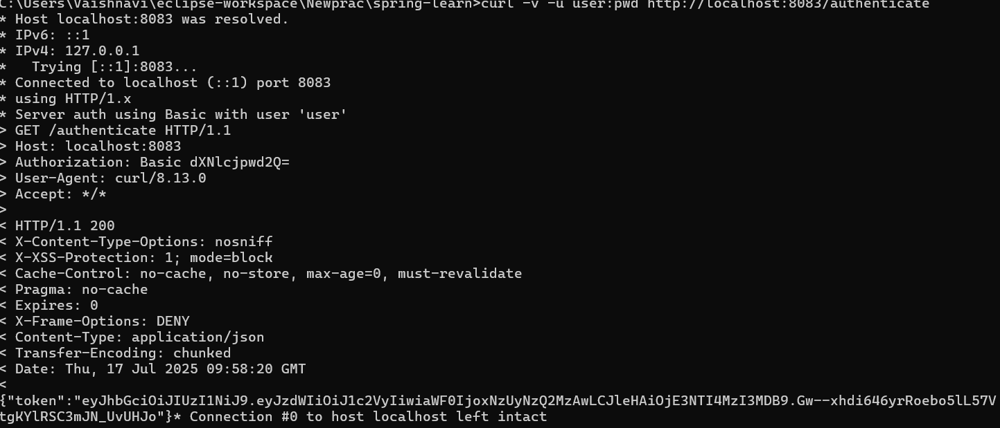 C:\Users\Vaishnavi\eclipse-workspace\Newprac\spring-learn>curl -v -u user:pwd http://localhost:8083/authenticate
* Host localhost:8083 was resolved.
* IPv6: ::1
* IPv4: 127.0.0.1
*   Trying [::1]:8083...
* Connected to localhost (::1) port 8083
* using HTTP/1.x
* Server auth using Basic with user 'user'
> GET /authenticate HTTP/1.1
> Host: localhost:8083
> Authorization: Basic dXNlcjpwd2Q=
> User-Agent: curl/8.13.0
> Accept: */*
>
< HTTP/1.1 200
< X-Content-Type-Options: nosniff
< X-XSS-Protection: 1; mode=block
< Cache-Control: no-cache, no-store, max-age=0, must-revalidate
< Pragma: no-cache
< Expires: 0
< X-Frame-Options: DENY
< Content-Type: application/json
< Transfer-Encoding: chunked
< Date: Thu, 17 Jul 2025 09:58:20 GMT
<
{"token":"eyJhbGciOiJIUzI1NiJ9.eyJzdWIiOiJ1c2VyIiwiaWF0IjoxNzUyNzQ2MzAwLCJleHAiOjE3NTI4MzI3MDB9.Gw--xhdi646yrRoebo5lL57V
tgKYlRSC3mJN_UvUHJo"}* Connection #0 to host localhost left intact